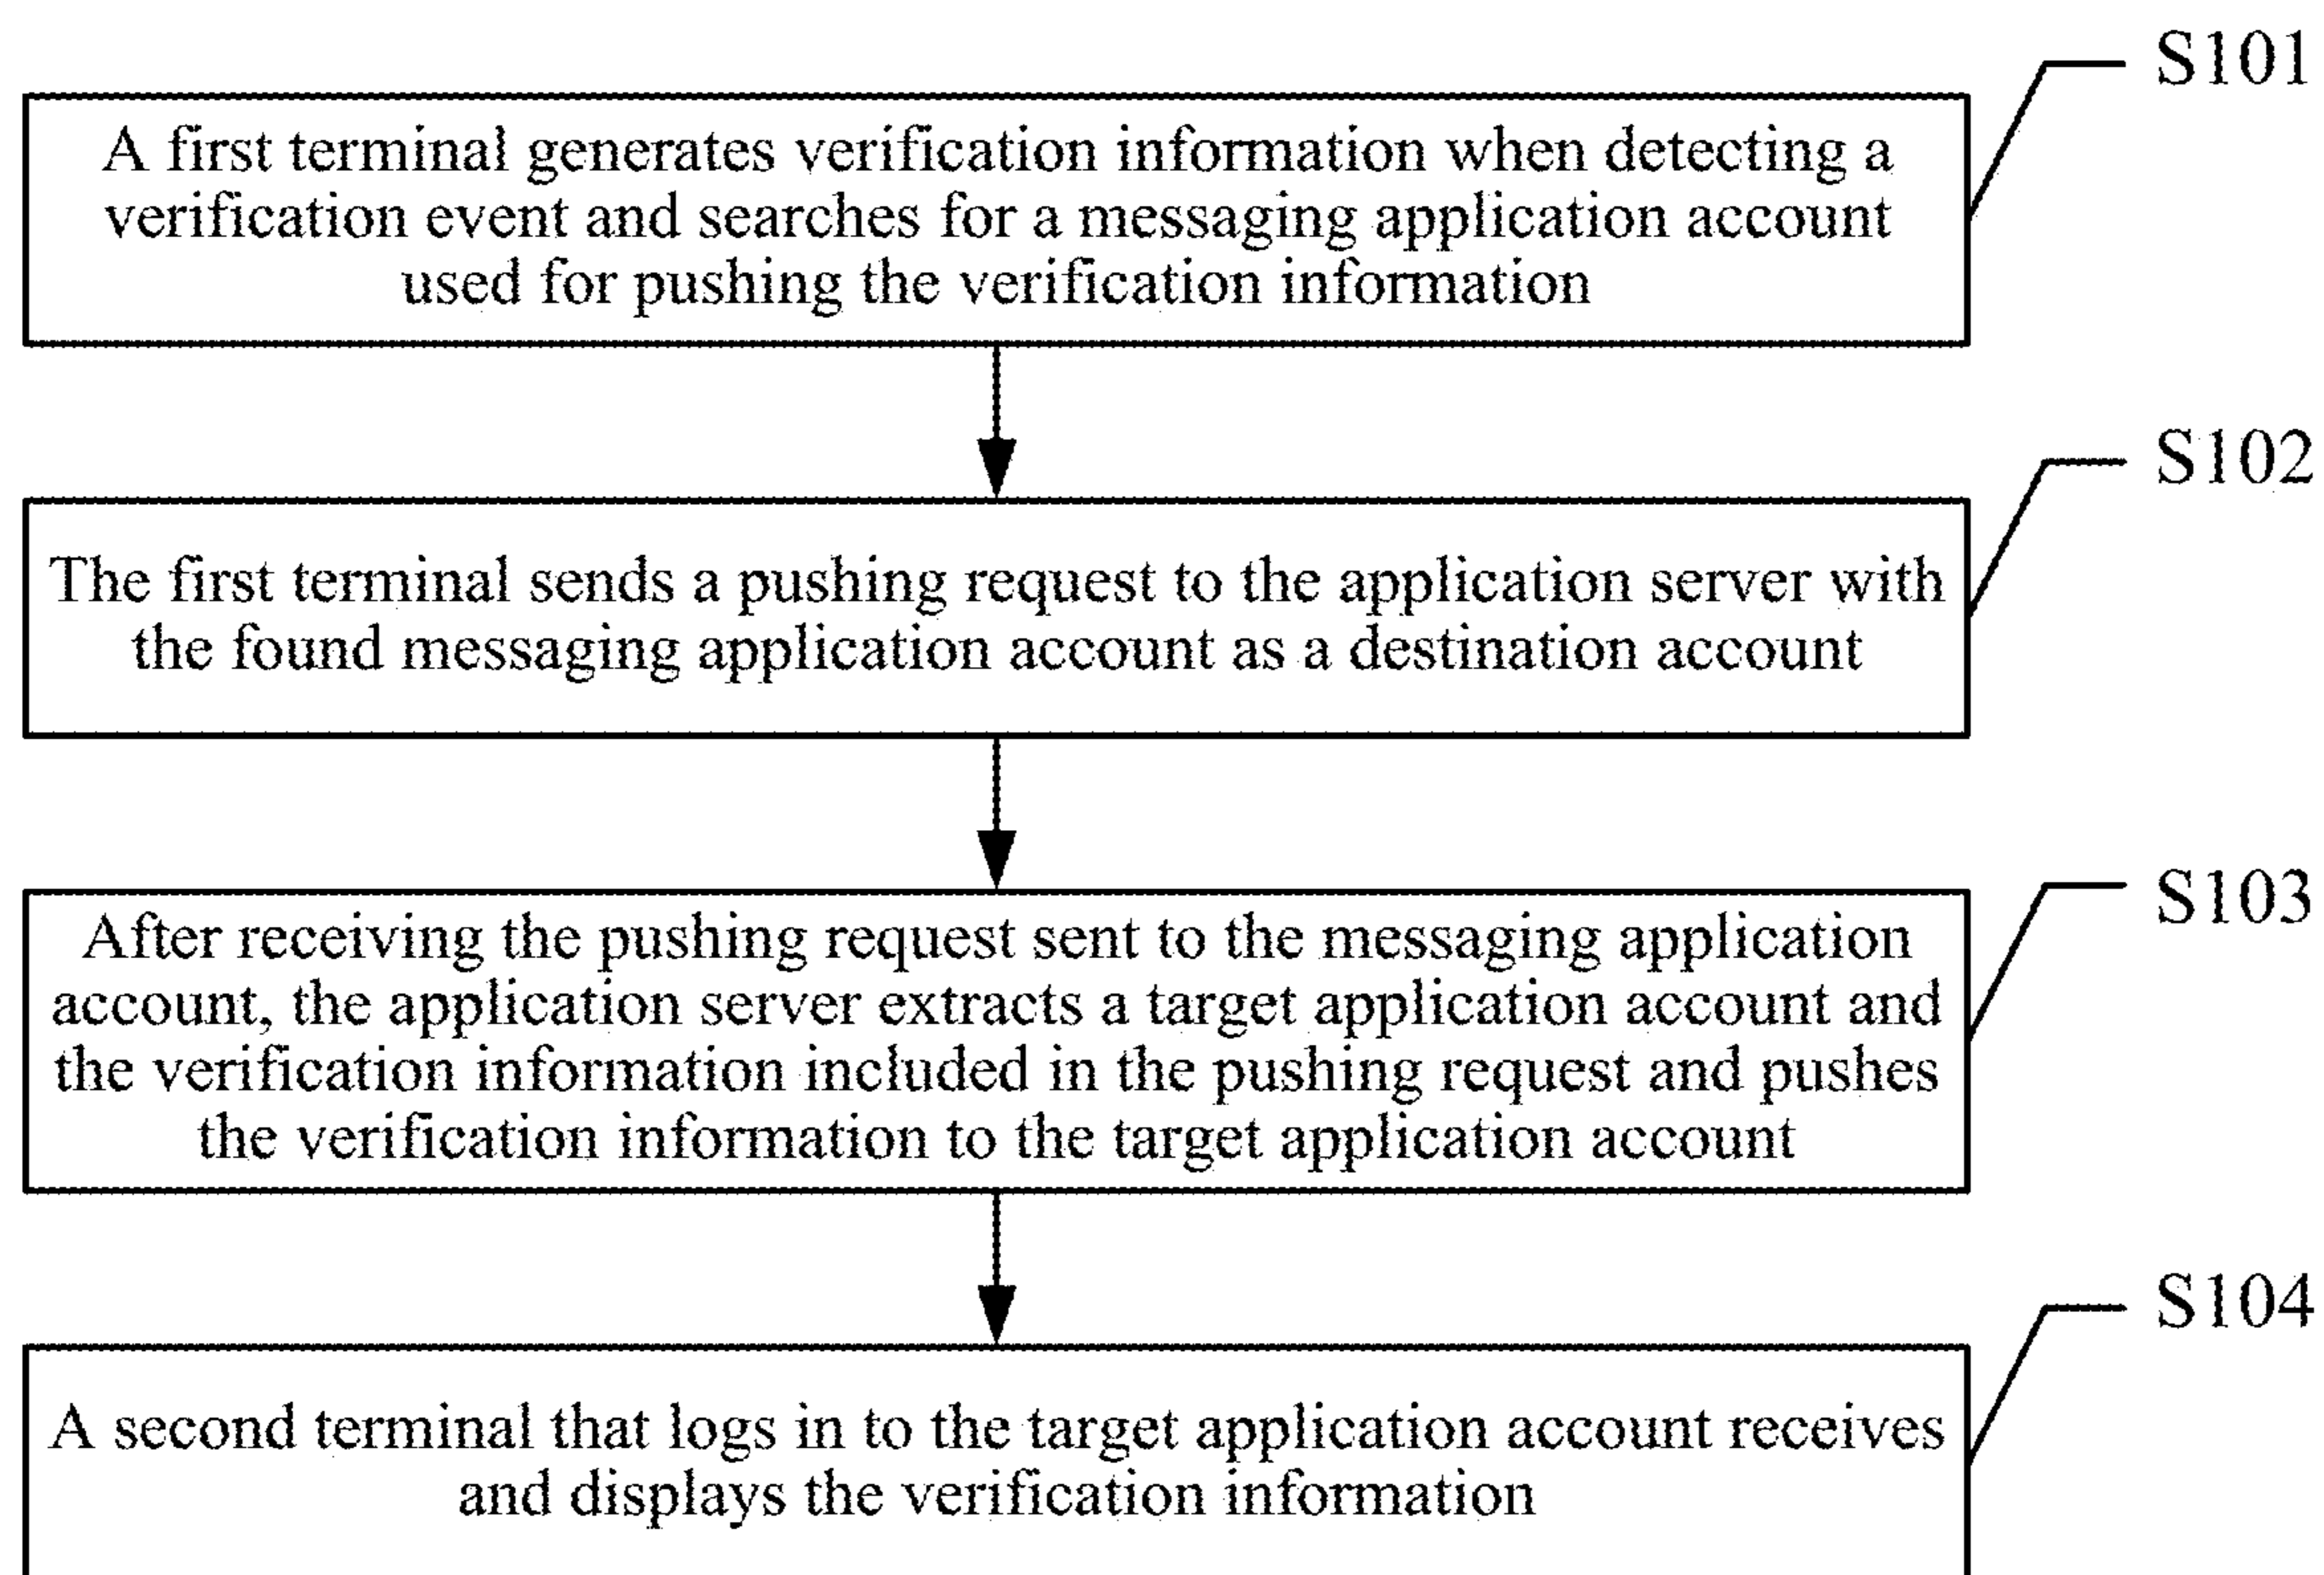 S101
A first terminal generates verification information when detecting a
verification event and searches for a messaging application account
used for pushing the verification information
S102
The first terminal sends a pushing request to the application server with
the found messaging application account as a destination account
S103
After receiving the pushing request sent to the messaging application
account, the application server extracts a target application account and
the verification information included in the pushing request and pushes
the verification information to the target application account
S104
A second terminal that logs in to the target application account receives
and displays the verification information